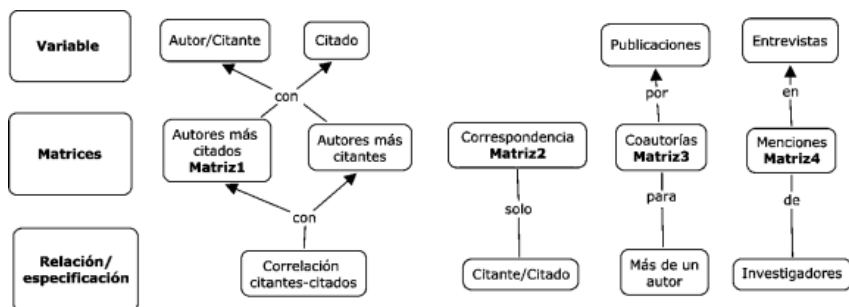 Variable
Autor/Citante
Citado
Publicaciones
Entrevistas
con
por
en
Matrices
Autores más
citados
Matriz1
Autores más
citantes
Correspondencia
Matriz2
Coautorías
Matriz3
Menciones
Matriz4
con
solo
para
de
Relación/
especificación
Correlación
citantes-citados
Citante/Citado
Más de un
autor
Investigadores